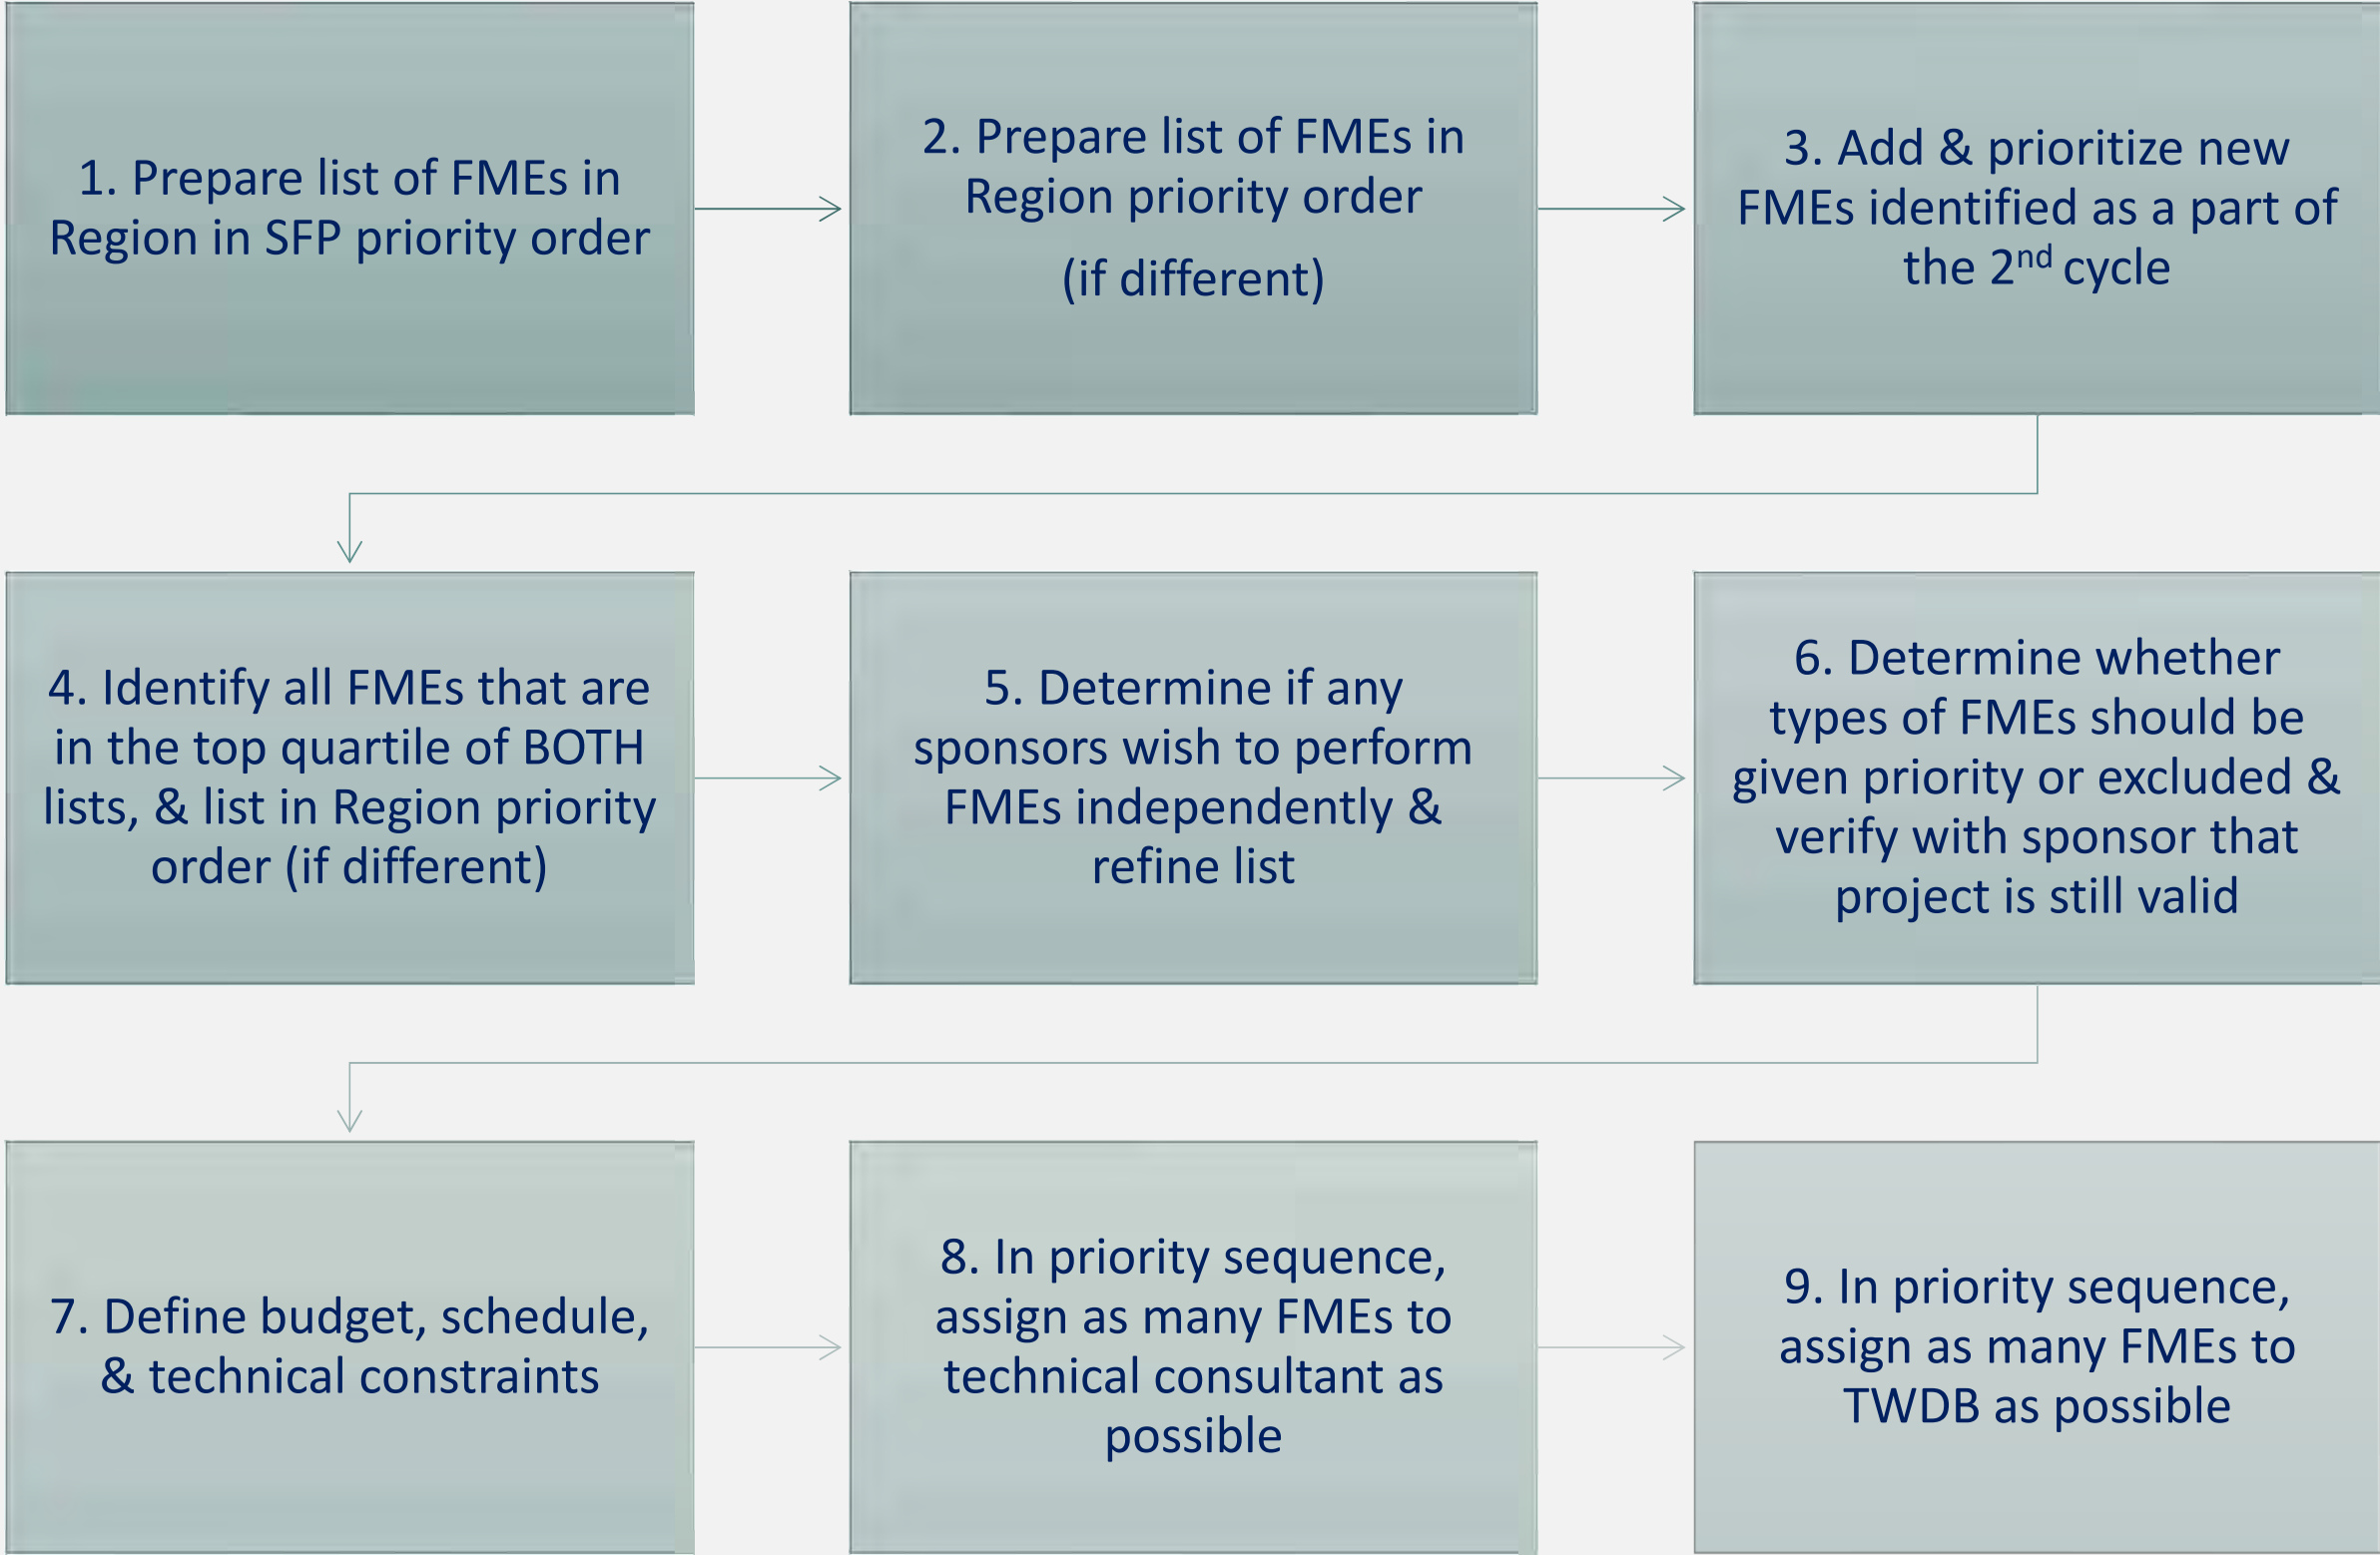 1. Prepare list of FMEs in
Region in SFP priority order
2. Prepare list of FMEs in
Region priority order
(if different)
3. Add & prioritize new
FMEs identified as a part of
the 2nd cycle
4. Identify all FMEs that are
in the top quartile of BOTH
lists, & list in Region priority
order (if different)
5. Determine if any
sponsors wish to perform
FMEs independently &
refine list
6. Determine whether
types of FMEs should be
given priority or excluded &
verify with sponsor that
project is still valid
7. Define budget, schedule,
& technical constraints
8. In priority sequence,
assign as many FMEs to
technical consultant as
possible
9. In priority sequence,
assign as many FMEs to
TWDB as possible